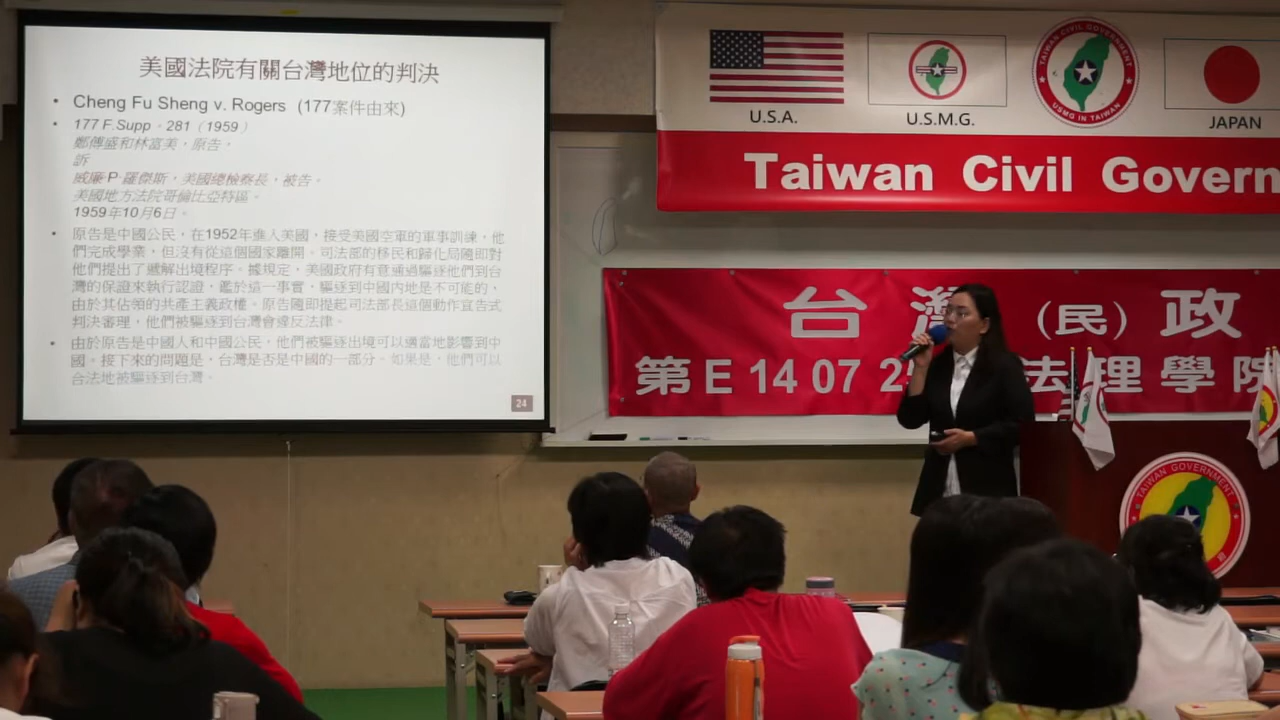 美國法院有關台灣地位的判決
• Cheng Fu Sheng v. Rogers (177案件由來)
• 177 F.Supp。281（1959）
鄭傅盛和林富美，原告，
訴
威廉 P 羅傑斯，美國總檢察長，被告。
美國地方法院哥倫比亞特區。
1959年10月6日。
• 原告是中國公民，在1952年進入美國，接受美國空軍的軍事訓練，他
們完成學業，但沒有從這個國家離開。司法部的移民和歸化局隨即對
他們提出了遞解出境程序。據規定，美國政府有意通過驅逐他們到台
灣的保證來執行認證，鑑於這一事實，驅逐到中國內地是不可能的，
由於其佔領的共產主義政權。原告隨即提起司法部長這個動作宣告式
判決審理，他們被驅逐到台灣會違反法律。
• 由於原告是中國人和中國公民，他們被驅逐出境可以適當地影響到中
國。接下來的問題是，台灣是否是中國的一部分。如果是，他們可以
合法地被驅逐到台灣。
24
U.S.A.
U.S.M.G.
TAIWAN CIVIL GOVERNMENT
USMG IN TAIWAN
JAPAN
Taiwan Civil Govern
台灣（民）政
第E 14 07 2 法理學院
TAIWAN GOVERNMENT